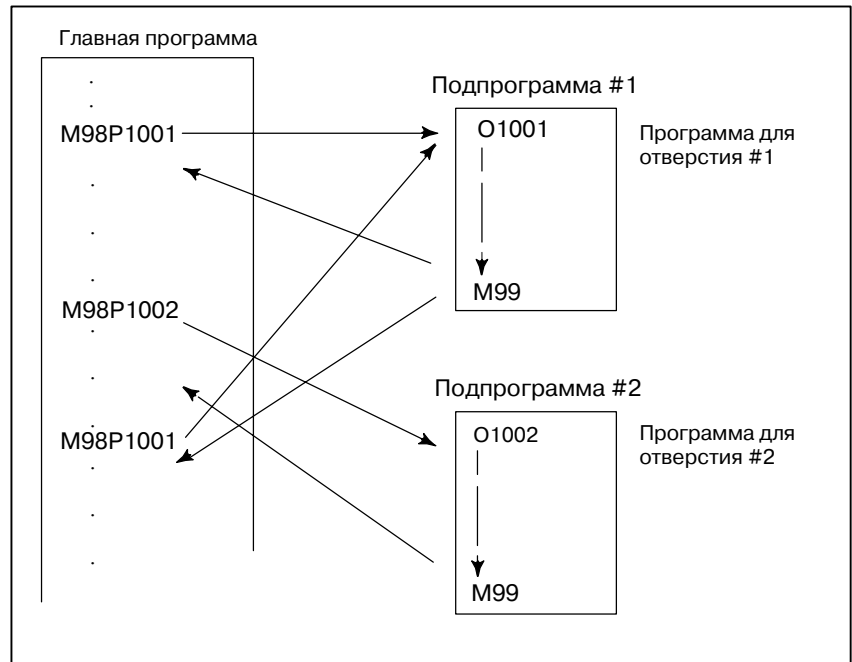 Главная программа
M98P1001
M98P1002
M98P1001
Подпрограмма #1
O1001
M99
Программа для
отверстия #1
Подпрограмма #2
O1002
M99
Программа для
отверстия #2